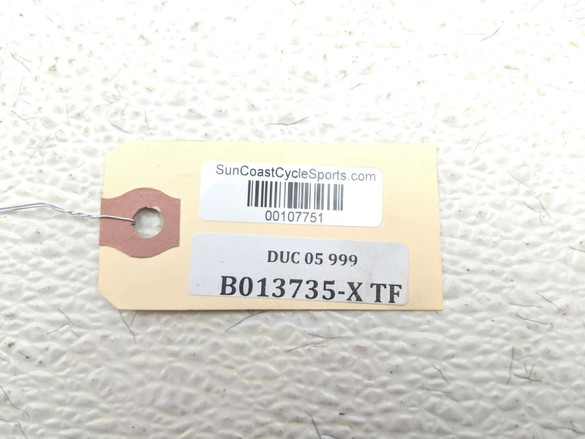 SunCoastCycleSports.com
00107751
DUC 05 999
B013735-X TF